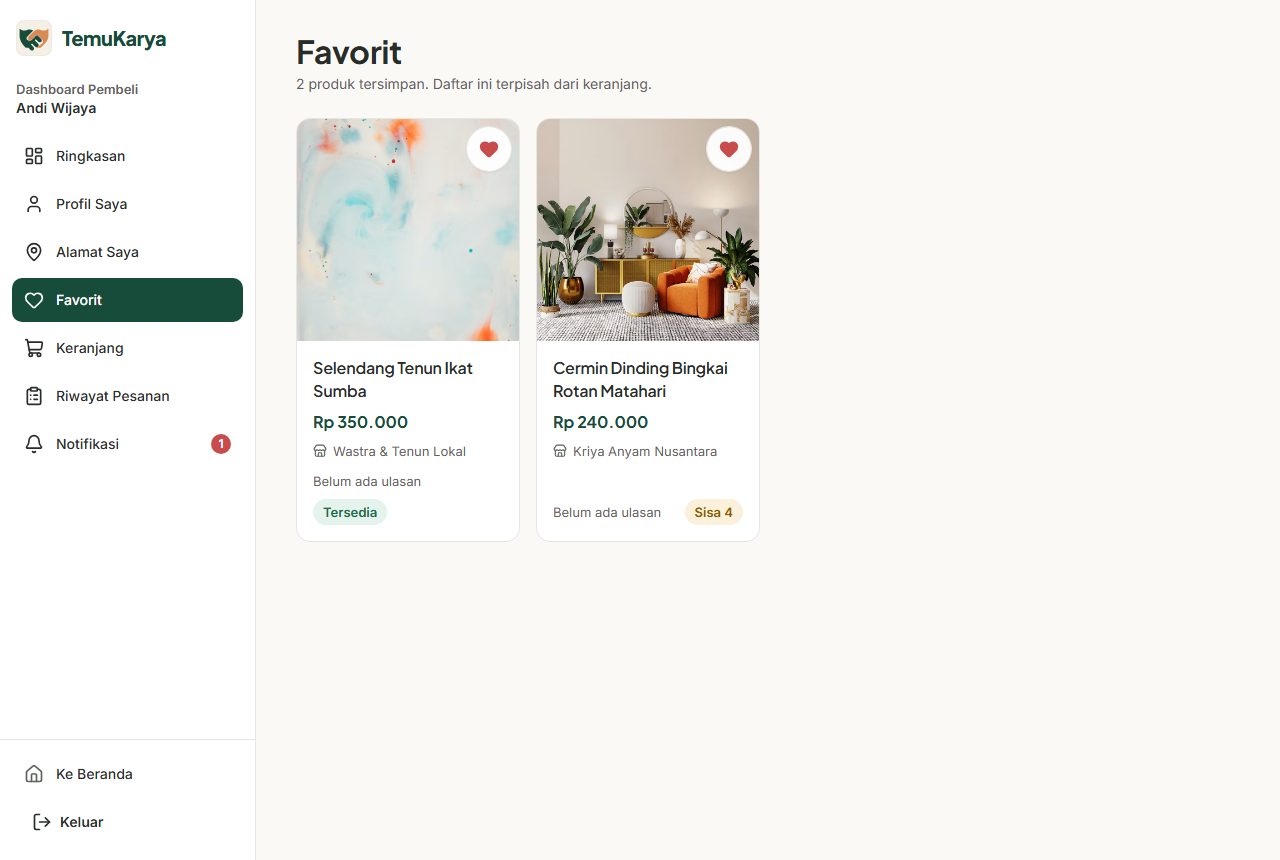 TemuKarya
Dashboard Pembeli
Andi Wijaya
Ringkasan
Profil Saya
Alamat Saya
Favorit
Keranjang
Riwayat Pesanan
Notifikasi
1
Ke Beranda
Keluar
Favorit
2 produk tersimpan. Daftar ini terpisah dari keranjang.
Selendang Tenun Ikat
Sumba
Rp 350.000
Wastra & Tenun Lokal
Belum ada ulasan
Tersedia
Cermin Dinding Bingkai
Rotan Matahari
Rp 240.000
Kriya Anyam Nusantara
Belum ada ulasan
Sisa 4